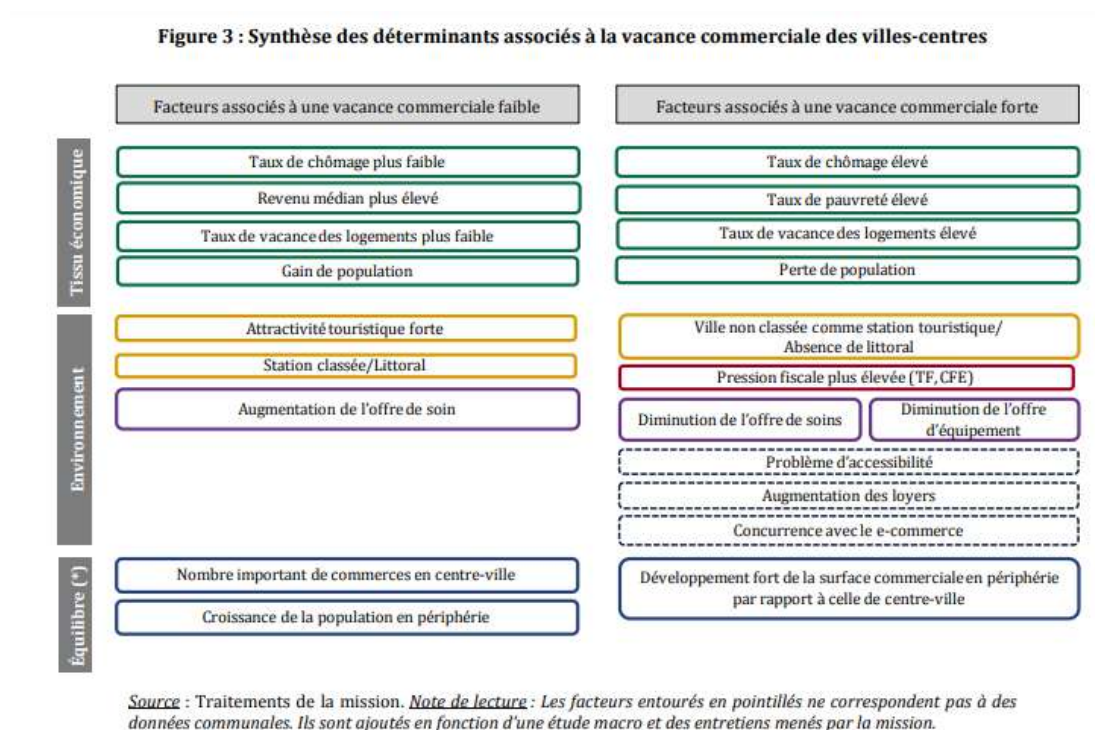 Figure 3 : Synthèse des déterminants associés à la vacance commerciale des villes-centres
Facteurs associés à une vacance commerciale faible
Facteurs associés à une vacance commerciale forte
Tissu économique
Taux de chômage plus faible
Taux de chômage élevé
Revenu médian plus élevé
Taux de pauvreté élevé
Taux de vacance des logements plus faible
Taux de vacance des logements élevé
Gain de population
Perte de population
Environnement
Attractivité touristique forte
Ville non classée comme station touristique/
Absence de littoral
Station classée/Littoral
Pression fiscale plus élevée (TF, CFE)
Augmentation de l'offre de soin
Diminution de l'offre de soins
Diminution de l'offre
d'équipement
Problème d'accessibilité
Augmentation des loyers
Concurrence avec le e-commerce
Équilibre (*)
Nombre important de commerces en centre-ville
Développement fort de la surface commerciale en périphérie
par rapport à celle de centre-ville
Croissance de la population en périphérie
Source : Traitements de la mission. Note de lecture : Les facteurs entourés en pointillés ne correspondent pas à des
données communales. Ils sont ajoutés en fonction d'une étude macro et des entretiens menés par la mission.